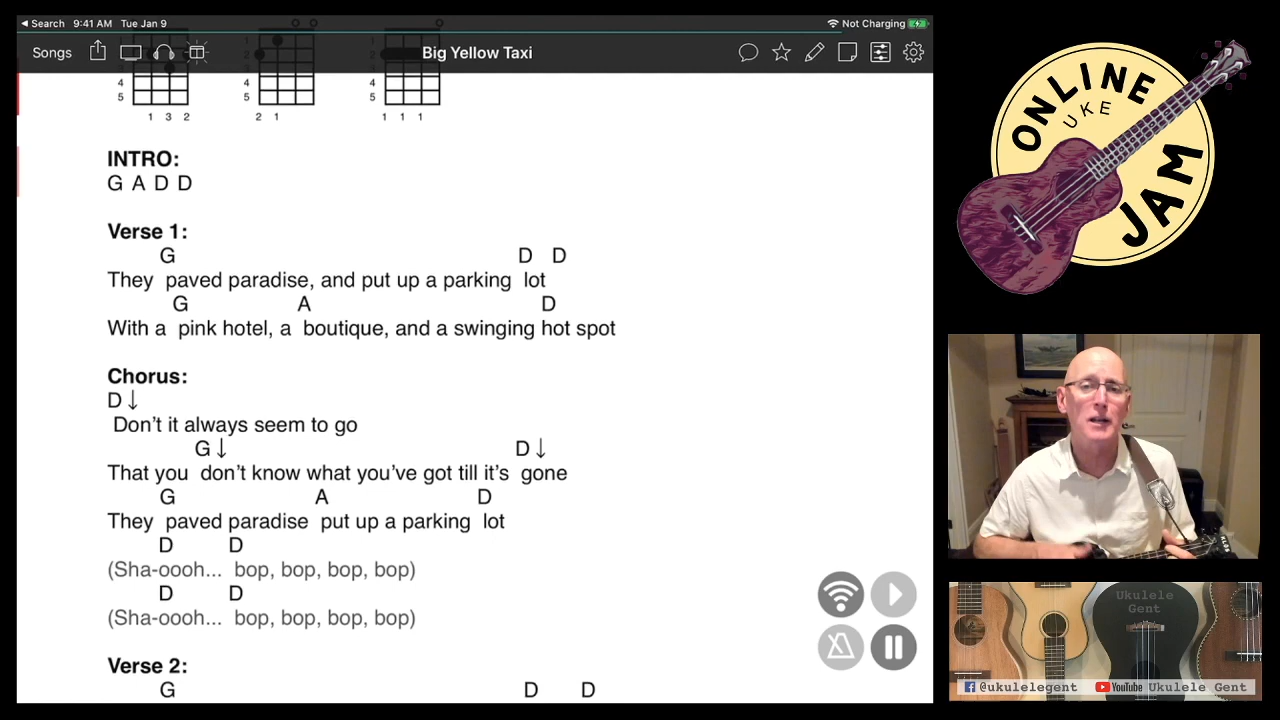 Search 9:41 AM Tue Jan 9
Not Charging
Songs
Big Yellow Taxi
4
5
1 3 2
4
5
2 1
4
5
1 1 1
INTRO:
G A D D
Verse 1:
G D D
They paved paradise, and put up a parking lot
G A D
With a pink hotel, a boutique, and a swinging hot spot
Chorus:
D↓
Don't it always seem to go
G↓ D↓
That you don't know what you've got till it's gone
G A D
They paved paradise put up a parking lot
D D
(Sha-oooh... bop, bop, bop, bop)
D D
(Sha-oooh... bop, bop, bop, bop)
Verse 2:
G D D
ONLINE
UKE
JAM
Ukulele
Gent
@ukulelegent YouTube Ukulele Gent